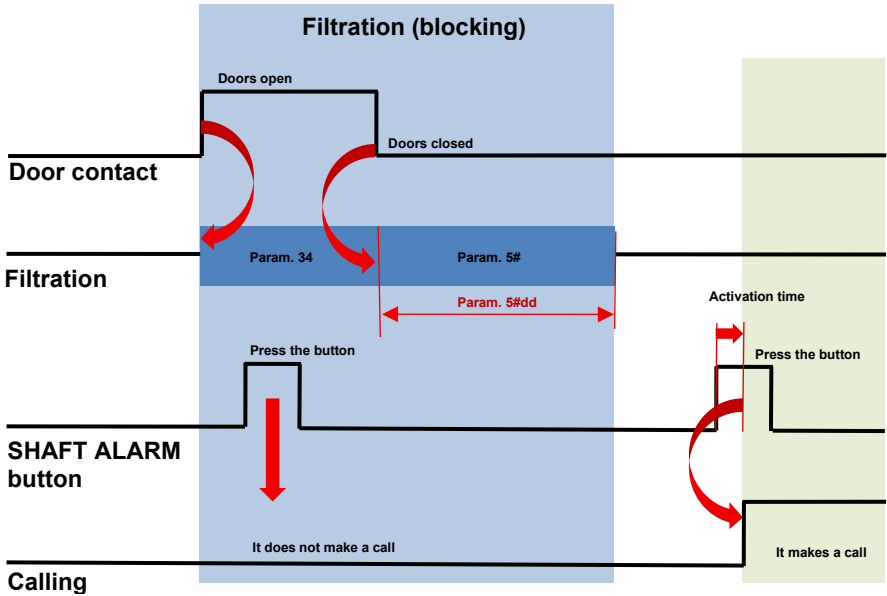 Filtration (blocking)
Doors open
Doors closed
Door contact
Param. 34
Param. 5#
Filtration
Param. 5#dd
Activation time
Press the button
Press the button
SHAFT ALARM
button
It does not make a call
It makes a call
Calling